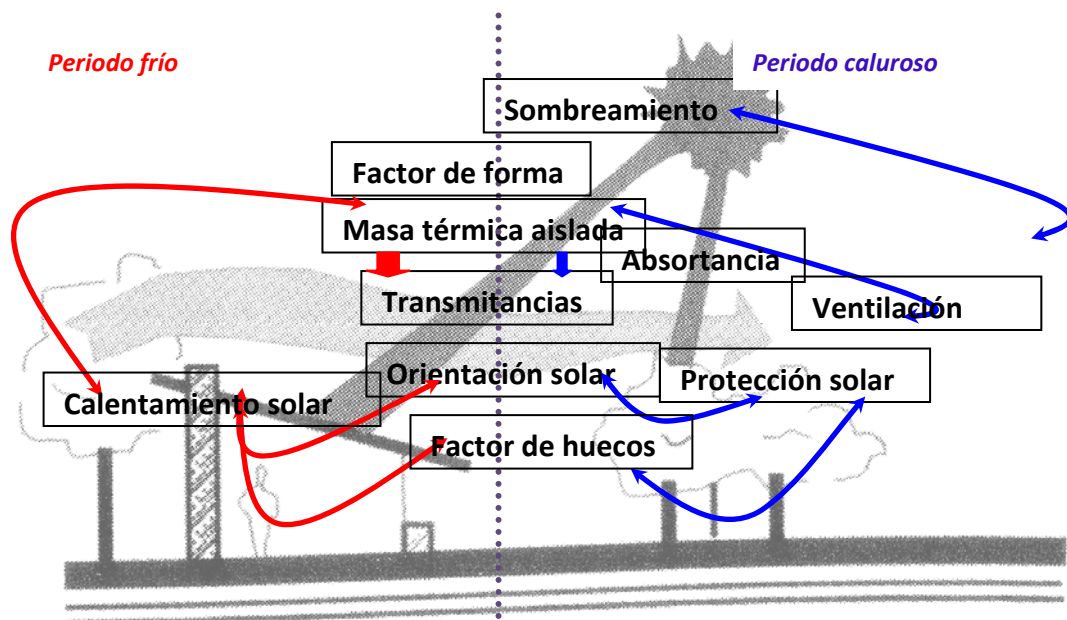 Periodo frío
Periodo caluroso
Sombreamiento
Factor de forma
Masa térmica aislada
Absortancia
Transmitancias
Ventilación
Orientación solar
Protección solar
Calentamiento solar
Factor de huecos